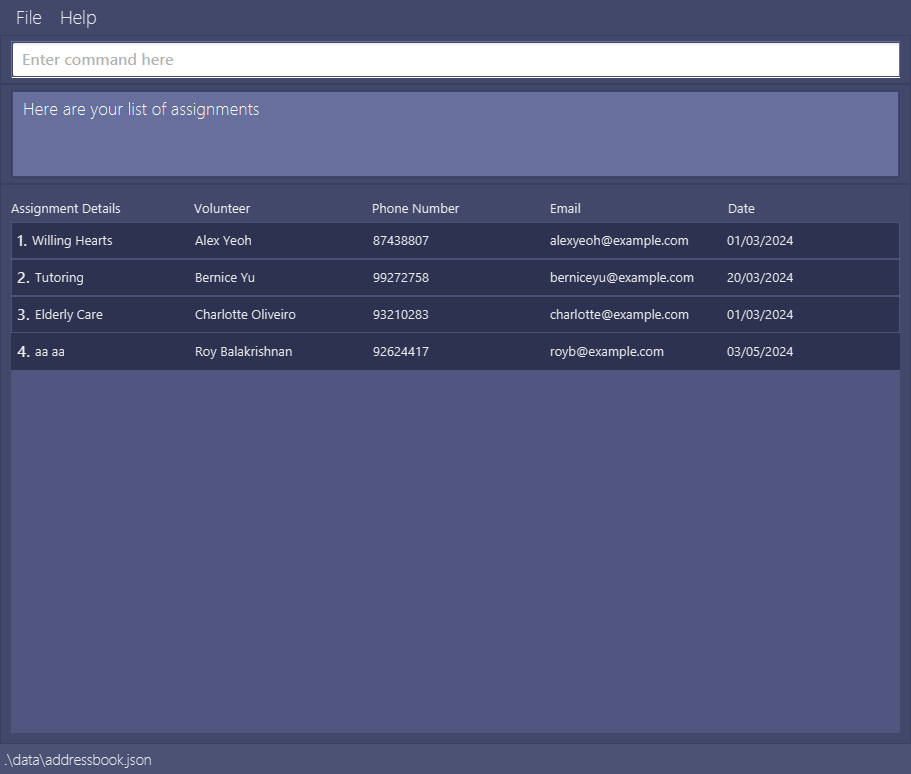 File Help
Enter command here
Here are your list of assignments
Assignment Details Volunteer Phone Number Email Date
1. Willing Hearts Alex Yeoh 87438807 alexyeoh@example.com 01/03/2024
2. Tutoring Bernice Yu 99272758 berniceyu@example.com 20/03/2024
3. Elderly Care Charlotte Oliveiro 93210283 charlotte@example.com 01/03/2024
4. aa aa Roy Balakrishnan 92624417 royb@example.com 03/05/2024
.\data\addressbook.json